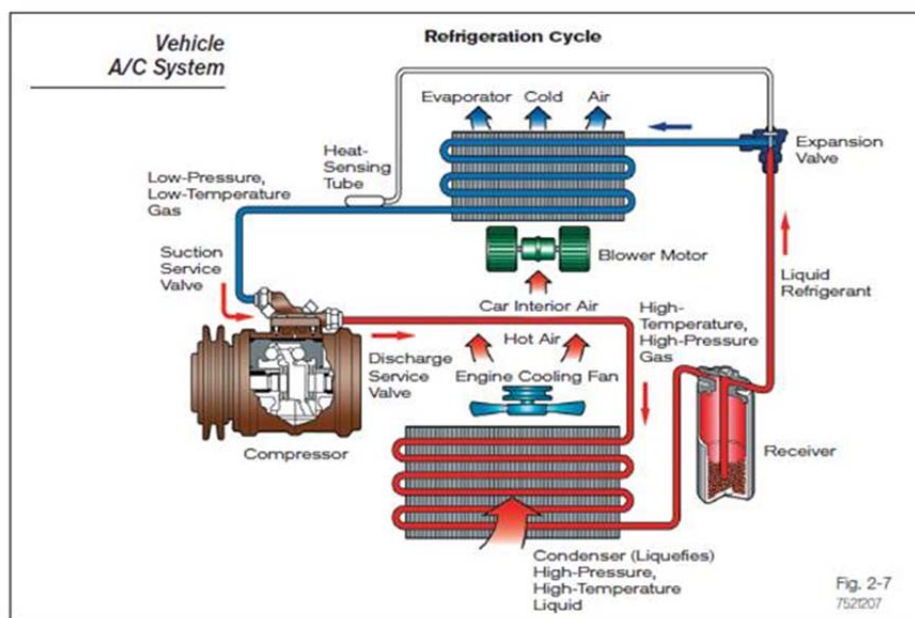 Vehicle
A/C System
Refrigeration Cycle
Evaporator Cold Air
Expansion
Valve
Heat-
Sensing
Tube
Low-Pressure,
Low-Temperature
Gas
Blower Motor
Suction
Service
Valve
Liquid
Refrigerant
Car Interior Air
High-
Temperature,
High-Pressure
Gas
Hot Air
Discharge
Service
Valve
Engine Cooling Fan
Compressor
Receiver
Condenser (Liquefies)
High-Pressure,
High-Temperature
Liquid
Fig. 2-7
7521207